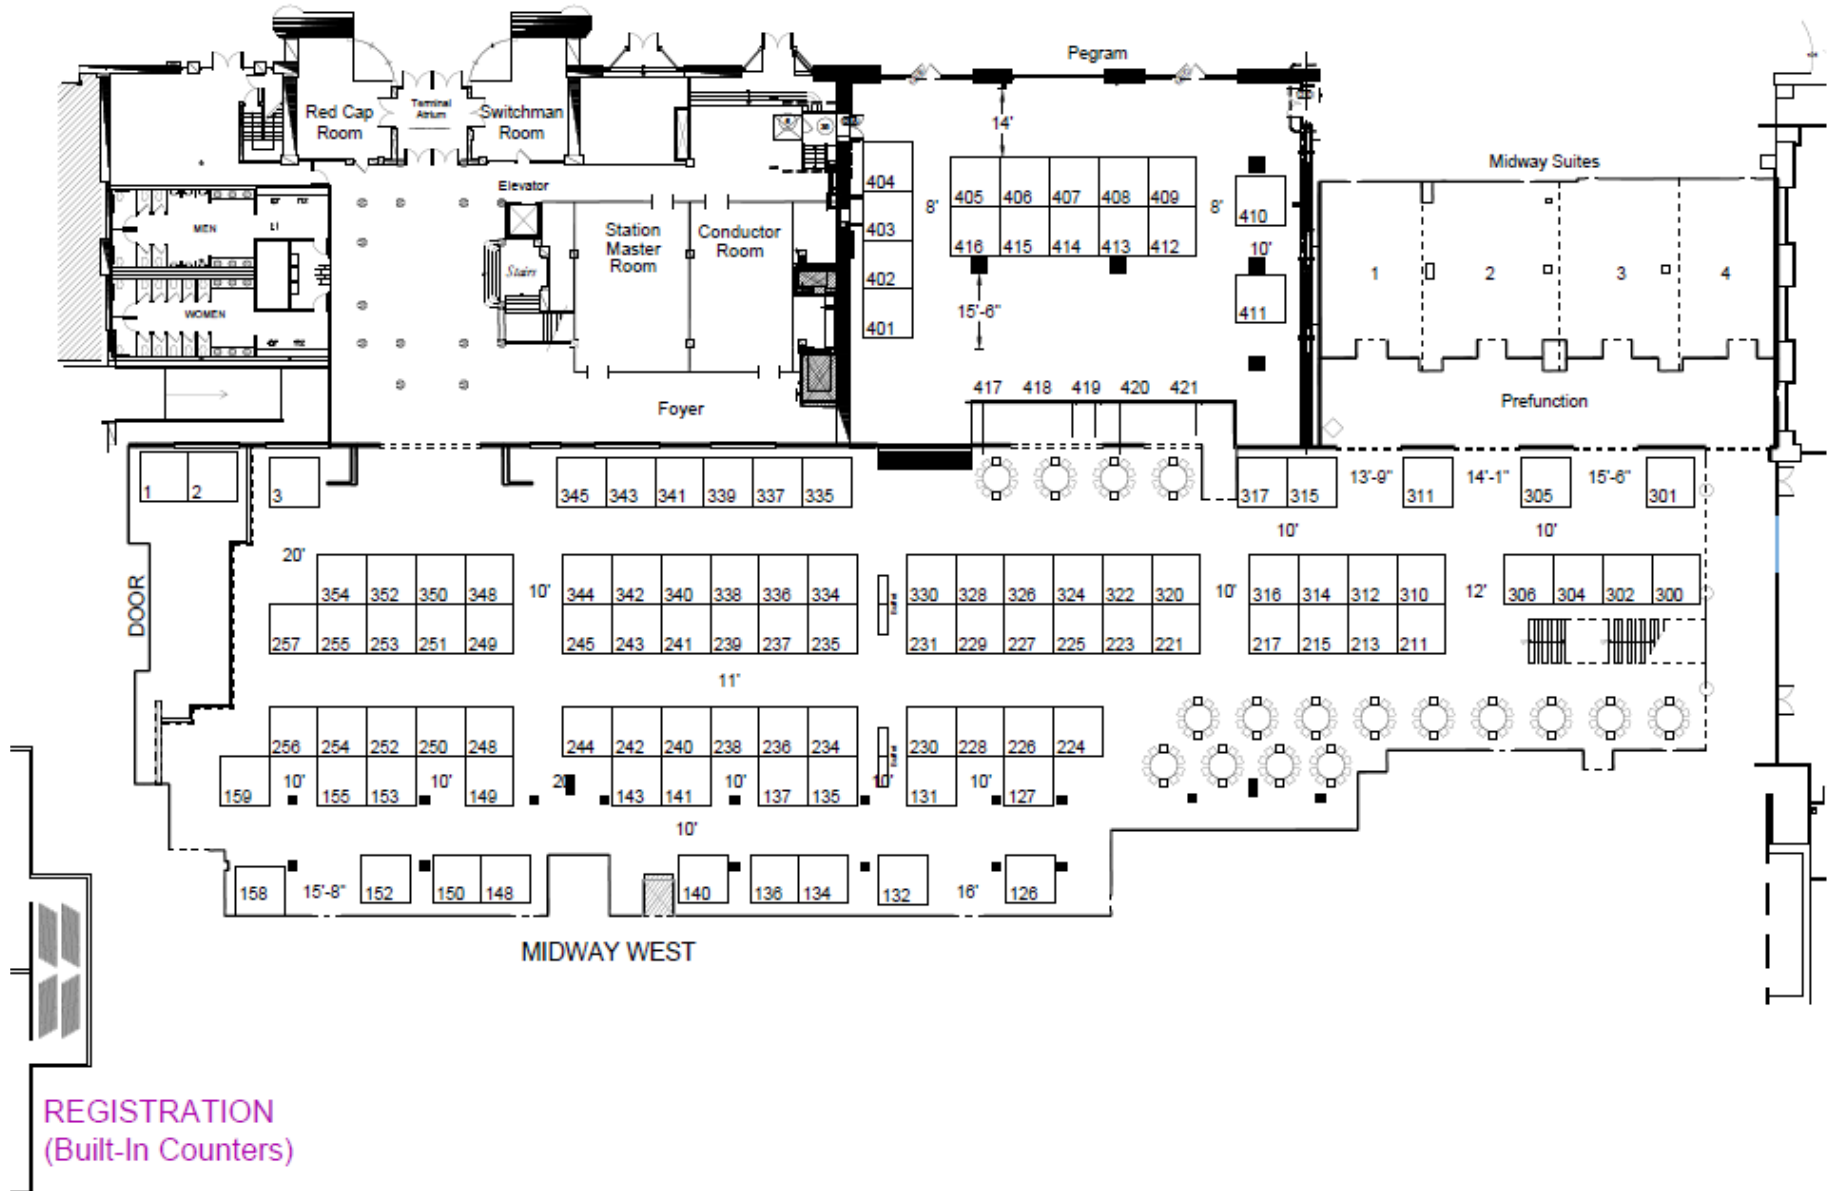 Pegram
Red Cap
Room
Terminal
Atrium
Switchman
Room
14'
Midway Suites
Elevator
404
405 406 407 408 409
8'
8'
410
403
416 415 414 413 412
10'
MEN
Station
Master
Room
Conductor
Room
Stairs
402
1 2 3 4
WOMEN
401
15'-6"
411
417 418 419 420 421
Foyer
Prefunction
1 2 3
345 343 341 339 337 335
317 315
13'-9"
311
14'-1"
305
15'-6"
301
10'
10'
20'
354 352 350 348
10'
344 342 340 338 336 334
330 328 326 324 322 320
10'
316 314 312 310
12'
306 304 302 300
DOOR
257 255 253 251 249
245 243 241 239 237 235
231 229 227 225 223 221
217 215 213 211
11'
256 254 252 250 248
244 242 240 238 236 234
230 228 226 224
159
10'
155 153
10'
149
20'
143 141
10'
137 135
10'
131
10'
127
10'
158
15'-8"
152
150 148
140
136 134
132
16'
126
MIDWAY WEST
REGISTRATION
(Built-In Counters)